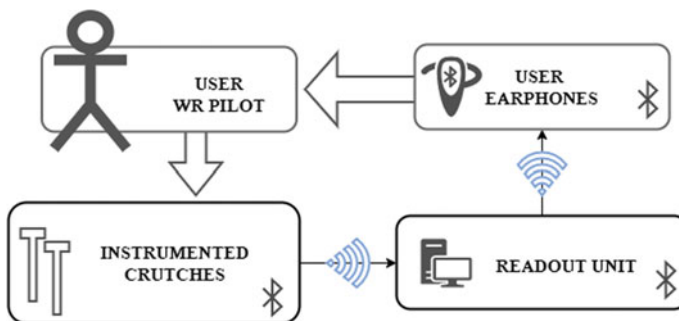 USER
WR PILOT
USER
EARPHONES
INSTRUMENTED
CRUTCHES
READOUT UNIT